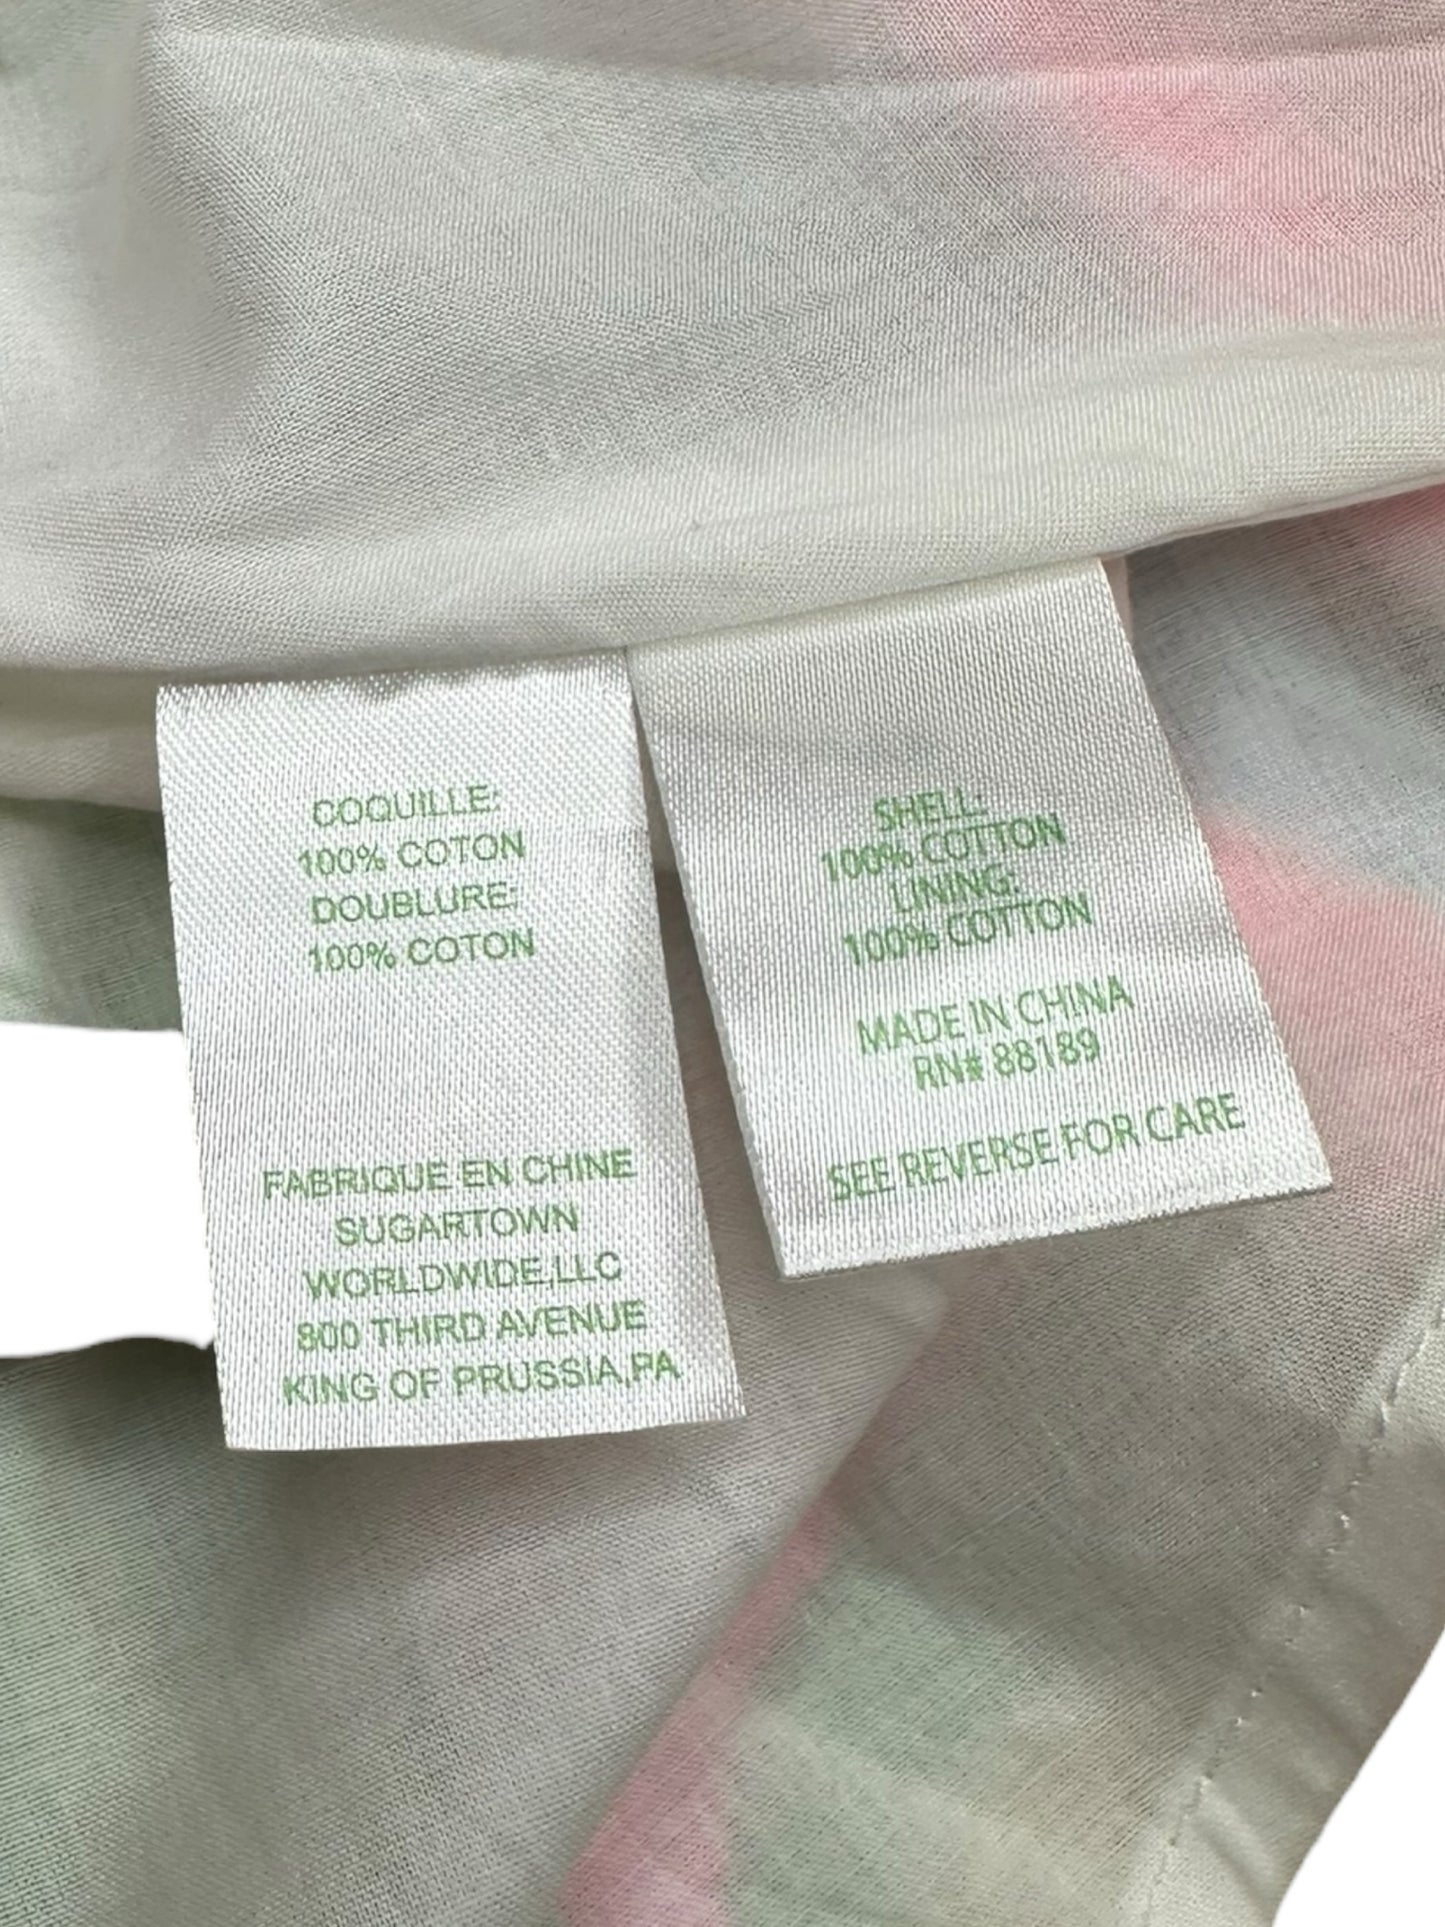 COQUILLE:
100% COTON
DOUBLURE:
100% COTON
FABRIQUE EN CHINE
SUGARTOWN
WORLDWIDE,LLC
800 THIRD AVENUE
KING OF PRUSSIA,PA
SHELL:
100% COTTON
LINING:
100% COTTON
MADE IN CHINA
RN# 88189
SEE REVERSE FOR CARE